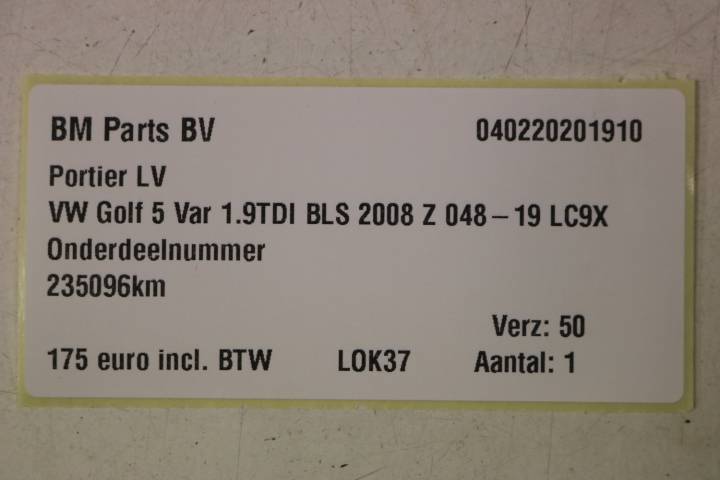 BM Parts BV 040220201910
Portier LV
VW Golf 5 Var 1.9TDI BLS 2008 Z 048-19 LC9X
Onderdeelnummer
235096km
Verz: 50
175 euro incl. BTW LOK37 Aantal: 1